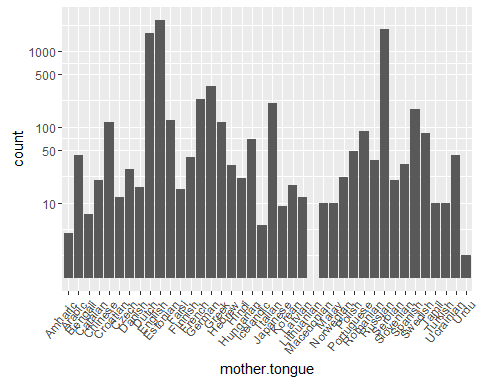 1000
500
100
50
10
count
Amharic
Arabic
Bengali
Catalan
Chinese
Croatian
Czech
Danish
Dutch
English
Estonian
Farsi
Finnish
French
German
Greek
Hebrew
Hindi
Hungarian
Icelandic
Italian
Japanese
Korean
Latvian
Lithuanian
Macedonian
Malay
Norwegian
Polish
Portuguese
Romanian
Russian
Serbian
Slovenian
Spanish
Swedish
Tamil
Turkish
Ucrainian
Urdu
mother.tongue